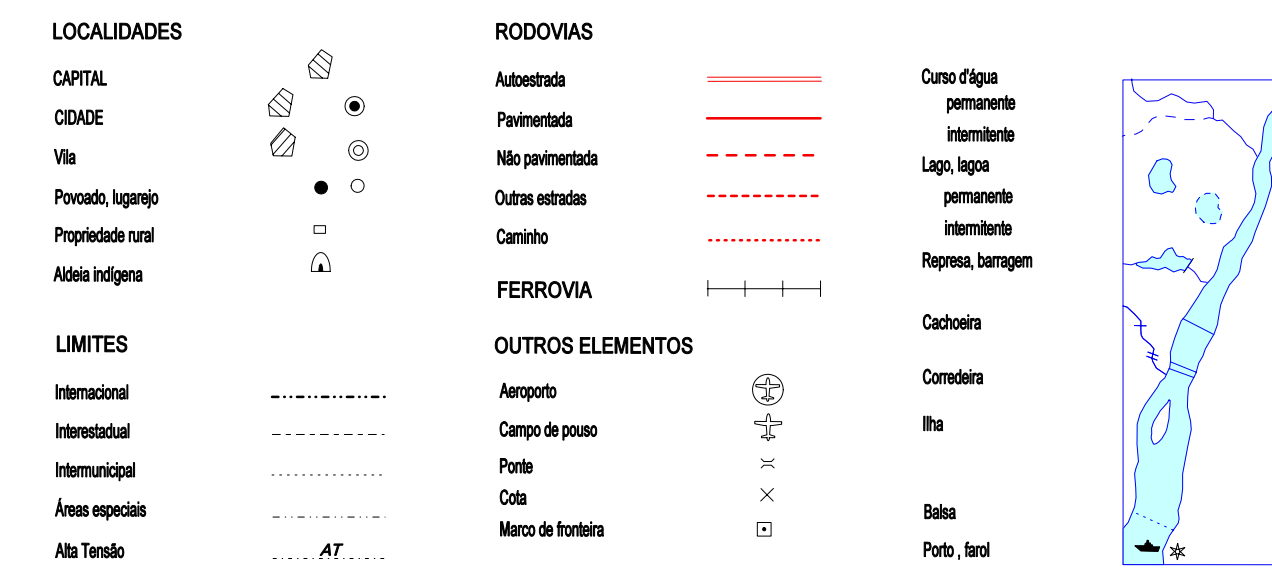 LOCALIDADES
CAPITAL
CIDADE
Vila
Povoado, lugarejo
Propriedade rural
Aldeia indígena
LIMITES
Internacional
Interestadual
Intermunicipal
Áreas especiais
Alta Tensão
AT
RODOVIAS
Autoestrada
Pavimentada
Não pavimentada
Outras estradas
Caminho
FERROVIA
OUTROS ELEMENTOS
Aeroporto
Campo de pouso
Ponte
Cota
Marco de fronteira
Curso d'água
permanente
intermitente
Lago, lagoa
permanente
intermitente
Represa, barragem
Cachoeira
Corredeira
Ilha
Balsa
Porto , farol